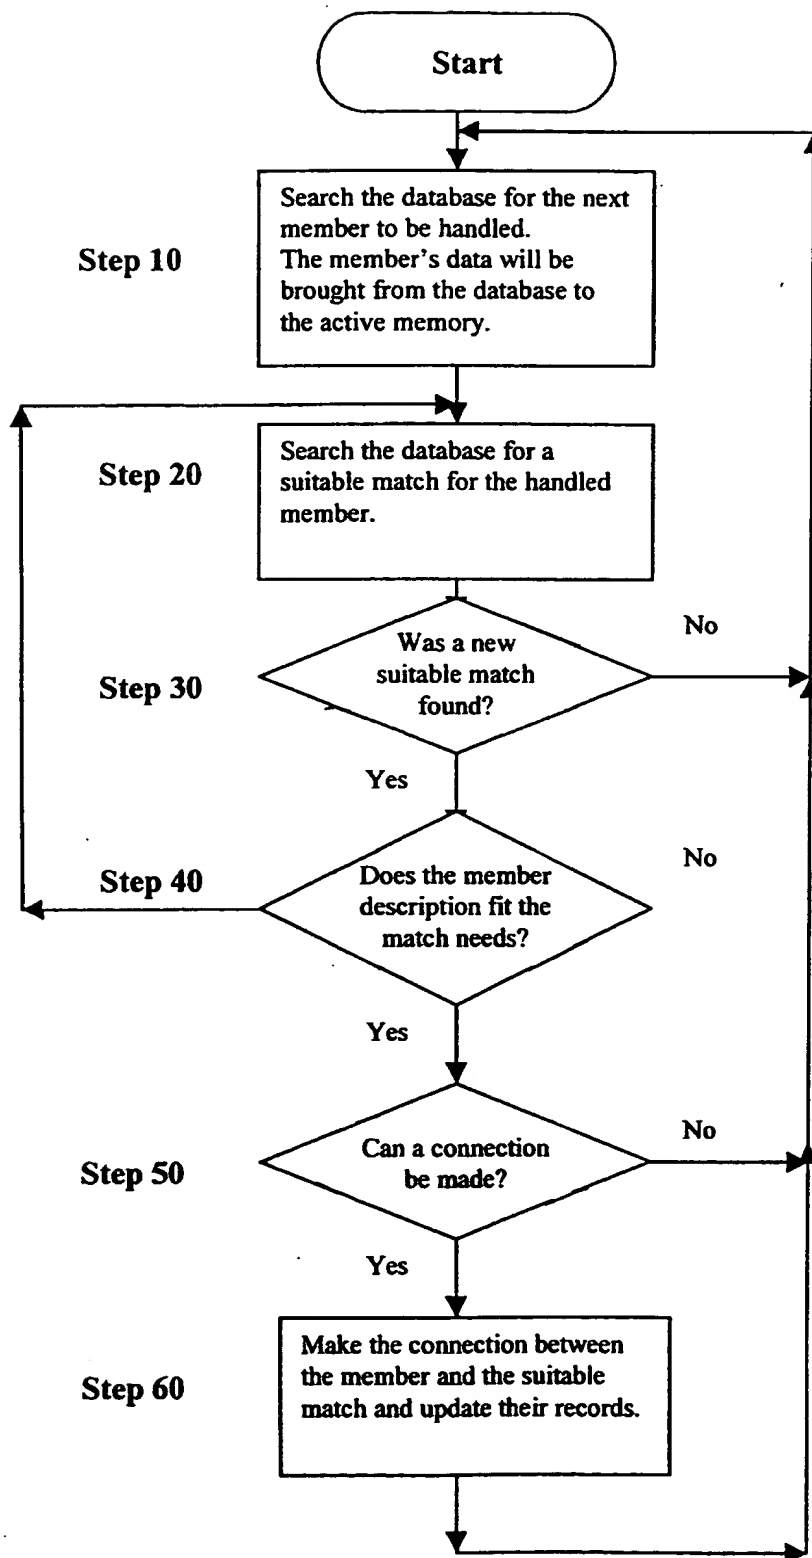 Start
Step 10
Search the database for the next
member to be handled.
The member's data will be
brought from the database to
the active memory.
Step 20
Search the database for a
suitable match for the handled
member.
No
Step 30
Was a new
suitable match
found?
Yes
No
Step 40
Does the member
description fit the
match needs?
Yes
No
Step 50
Can a connection
be made?
Yes
Step 60
Make the connection between
the member and the suitable
match and update their records.